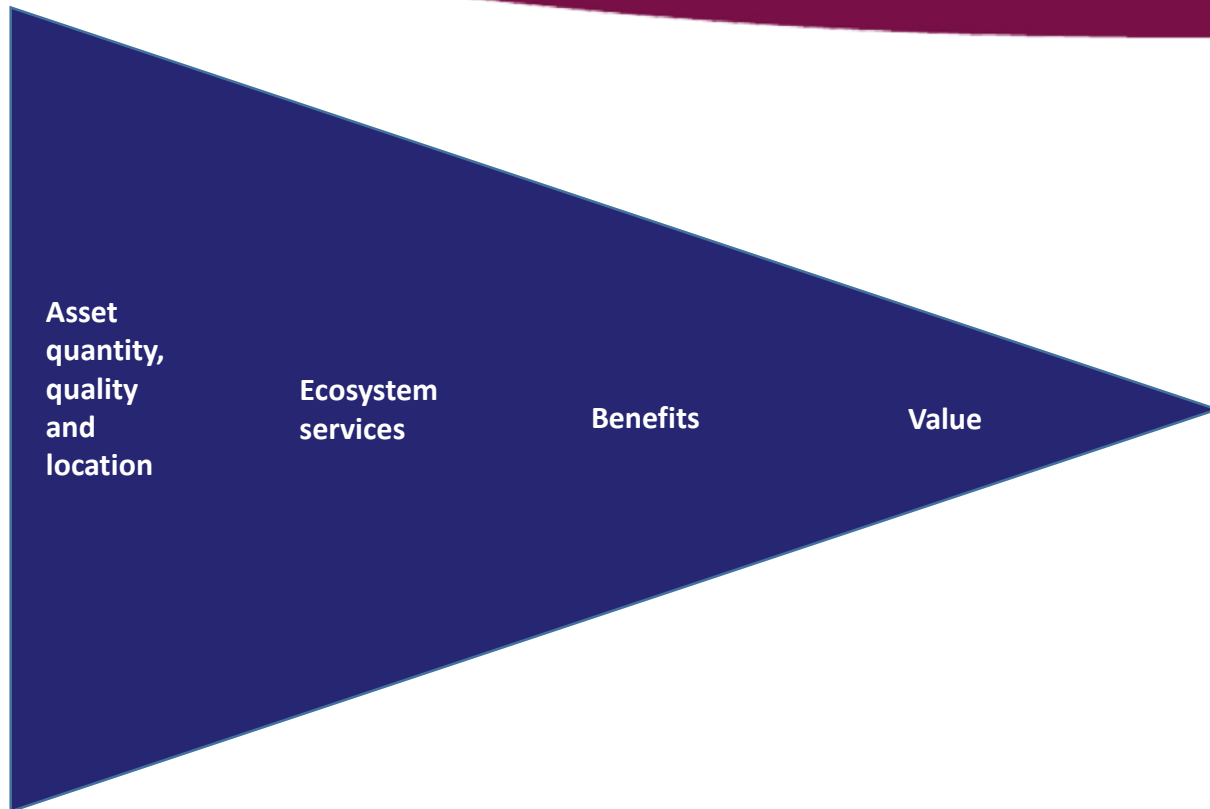 Asset
quantity,
quality
and
location
Ecosystem
services
Benefits
Value